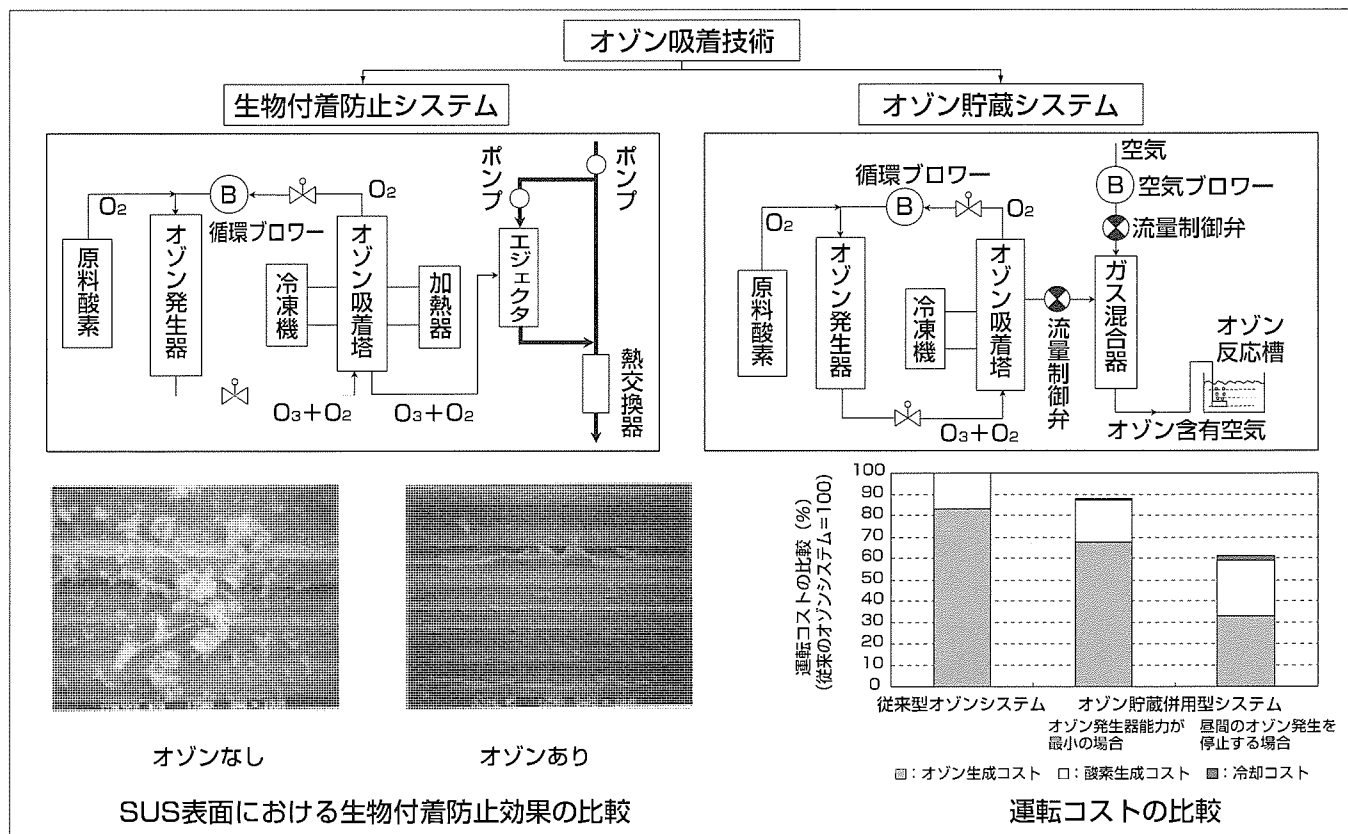 オゾン吸着技術
生物付着防止システム
ポンプ
ポンプ
O₂
B
O₂
循環ブロワー
原料酸素
オゾン発生器
冷凍機
オゾン吸着塔
加熱器
エジェクタ
熱交換器
O₃+O₂
O₃+O₂
オゾン貯蔵システム
空気
B
空気ブロワー
流量制御弁
循環ブロワー
O₂
B
O₂
原料酸素
オゾン発生器
冷凍機
オゾン吸着塔
流量制御弁
ガス混合器
オゾン
反応槽
O₃+O₂
オゾン含有空気
オゾンなし
オゾンあり
SUS表面における生物付着防止効果の比較
運転コストの比較(%)
(従来のオゾンシステム=100)
100
90
80
70
60
50
40
30
20
10
0
従来型オゾンシステム
オゾン貯蔵併用型システム
オゾン発生器能力が
最小の場合
昼間のオゾン発生を
停止する場合
:オゾン生成コスト :酸素生成コスト :冷却コスト
運転コストの比較